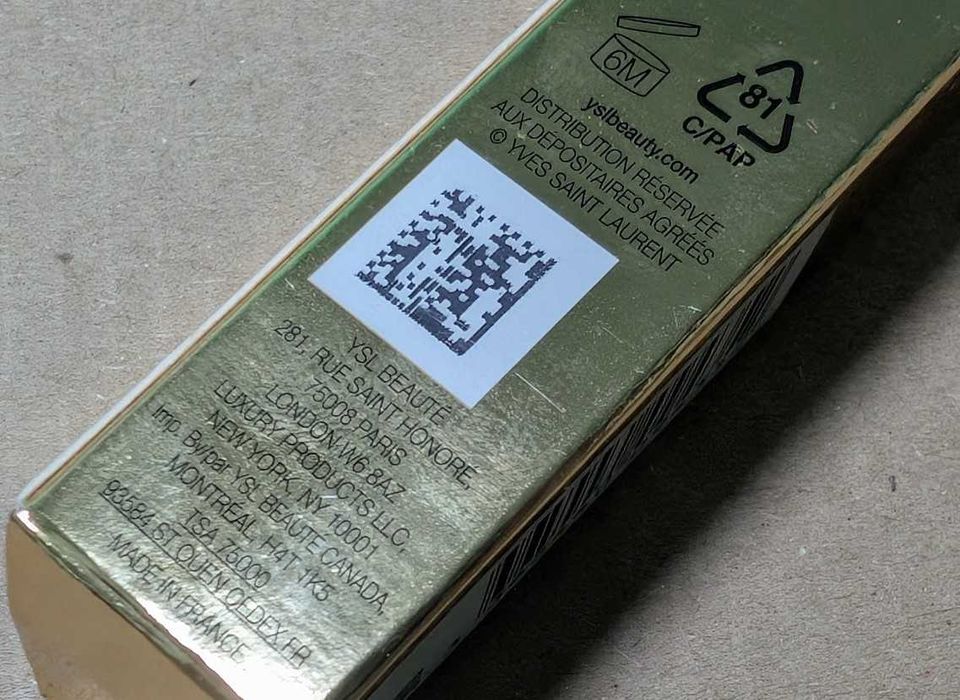 6M
81
C/PAP
yslbeauty.com
DISTRIBUTION RÉSERVÉE
AUX DÉPOSITAIRES AGRÉÉS
© YVES SAINT LAURENT
YSL BEAUTÉ
281, RUE SAINT HONORÉ,
75008 PARIS
LONDON W6 8AZ
LUXURY PRODUCTS LLC,
NEW YORK, NY 10001
Imp. By/par YSL BEAUTÉ CANADA,
MONTRÉAL, H4T 1K5
TSA 75000
93584 ST OUEN CEDEX FR
MADE IN FRANCE